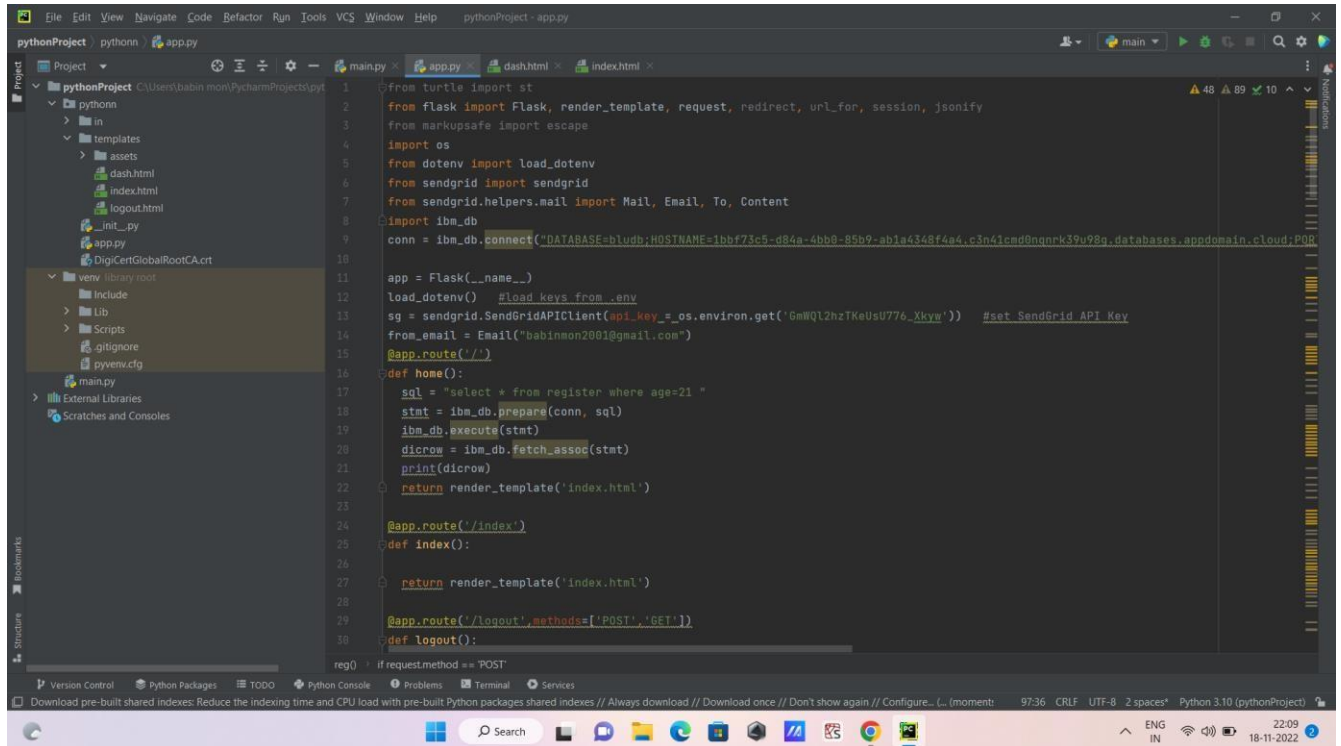 File Edit View Navigate Code Refactor Run Tools VCS Window Help pythonProject - app.py
pythonProject pythonn app.py
main
Project
main.py app.py dash.html index.html
pythonProject C:\Users\babin mon\PycharmProjects\pyt
pythonn
in
templates
assets
dash.html
index.html
logout.html
__init__.py
app.py
DigiCertGlobalRootCA.crt
venv library root
Include
Lib
Scripts
.gitignore
pyvenv.cfg
main.py
External Libraries
Scratches and Consoles
48 89 10
1 from turtle import st
2 from flask import Flask, render_template, request, redirect, url_for, session, jsonify
3 from markupsafe import escape
4 import os
5 from dotenv import load_dotenv
6 from sendgrid import sendgrid
7 from sendgrid.helpers.mail import Mail, Email, To, Content
8 import ibm_db
9 conn = ibm_db.connect("DATABASE=bludb;HOSTNAME=1bbf73c5-d84a-4bb0-85b9-ab1a4348f4a4.c3n41cmd0nqnrk39u98g.databases.appdomain.cloud;POR
10
11 app = Flask(__name__)
12 load_dotenv() #load keys from .env
13 sg = sendgrid.SendGridAPIClient(api_key = os.environ.get('GmWQl2hzTKeUsU776_Xkyw')) #set SendGrid API Key
14 from_email = Email("babinmon2001@gmail.com")
15 @app.route('/')
16 def home():
17 sql = "select * from register where age=21 "
18 stmt = ibm_db.prepare(conn, sql)
19 ibm_db.execute(stmt)
20 dicrow = ibm_db.fetch_assoc(stmt)
21 print(dicrow)
22 return render_template('index.html')
23
24 @app.route('/index')
25 def index():
26
27 return render_template('index.html')
28
29 @app.route('/logout',methods=['POST','GET'])
30 def logout():
reg() if request.method == 'POST'
Project
Bookmarks
Structure
Notifications
Version Control Python Packages TODO Python Console Problems Terminal Services
Download pre-built shared indexes: Reduce the indexing time and CPU load with pre-built Python packages shared indexes // Always download // Download once // Don't show again // Configure... (... (moments 97:36 CRLF UTF-8 2 spaces* Python 3.10 (pythonProject)
Search
ENG
IN
22:09
18-11-2022
2